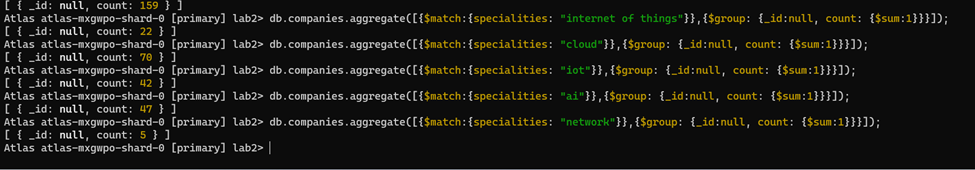 [ { _id: null, count: 159 } ]
Atlas atlas-mxgwpo-shard-0 [primary] lab2> db.companies.aggregate([{$match:{specialities: "internet of things"}},{$group: {_id:null, count: {$sum:1}}}]);
[ { _id: null, count: 22 } ]
Atlas atlas-mxgwpo-shard-0 [primary] lab2> db.companies.aggregate([{$match:{specialities: "cloud"}},{$group: {_id:null, count: {$sum:1}}}]);
[ { _id: null, count: 70 } ]
Atlas atlas-mxgwpo-shard-0 [primary] lab2> db.companies.aggregate([{$match:{specialities: "iot"}},{$group: {_id:null, count: {$sum:1}}}]);
[ { _id: null, count: 42 } ]
Atlas atlas-mxgwpo-shard-0 [primary] lab2> db.companies.aggregate([{$match:{specialities: "ai"}},{$group: {_id:null, count: {$sum:1}}}]);
[ { _id: null, count: 47 } ]
Atlas atlas-mxgwpo-shard-0 [primary] lab2> db.companies.aggregate([{$match:{specialities: "network"}},{$group: {_id:null, count: {$sum:1}}}]);
[ { _id: null, count: 5 } ]
Atlas atlas-mxgwpo-shard-0 [primary] lab2>